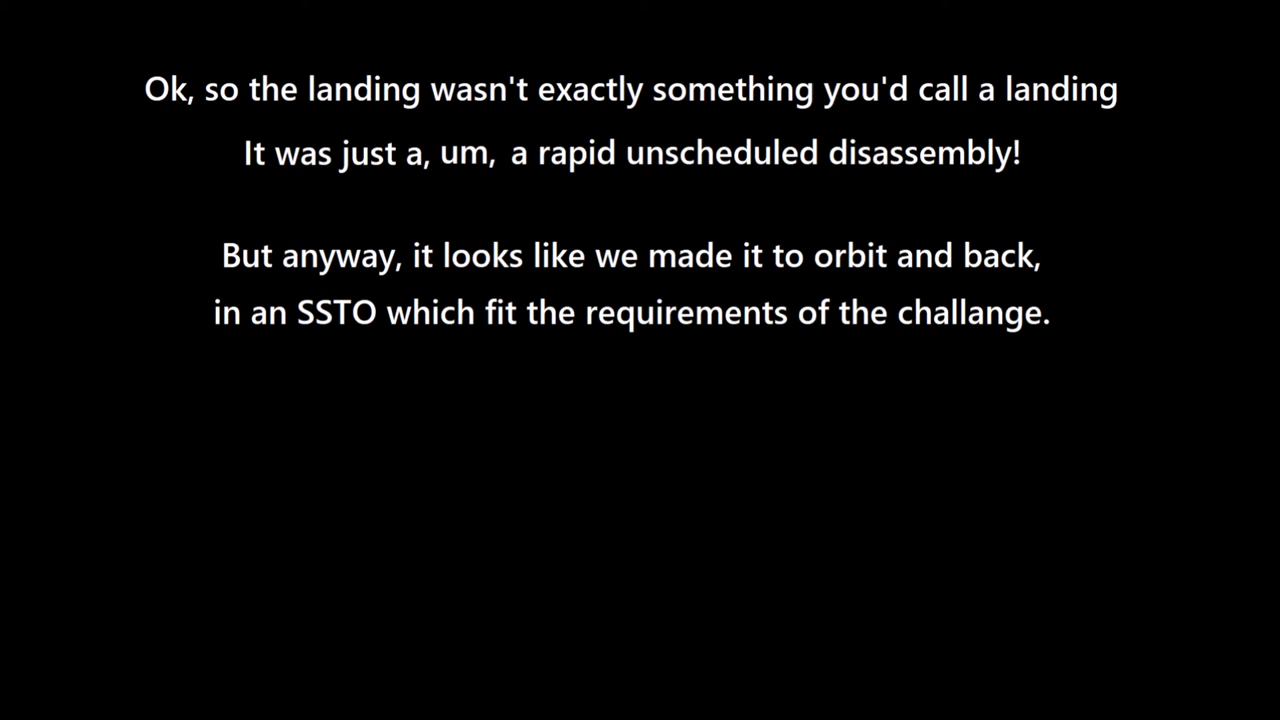 Ok, so the landing wasn't exactly something you'd call a landing
It was just a, um, a rapid unscheduled disassembly!
But anyway, it looks like we made it to orbit and back,
in an SSTO which fit the requirements of the challange.